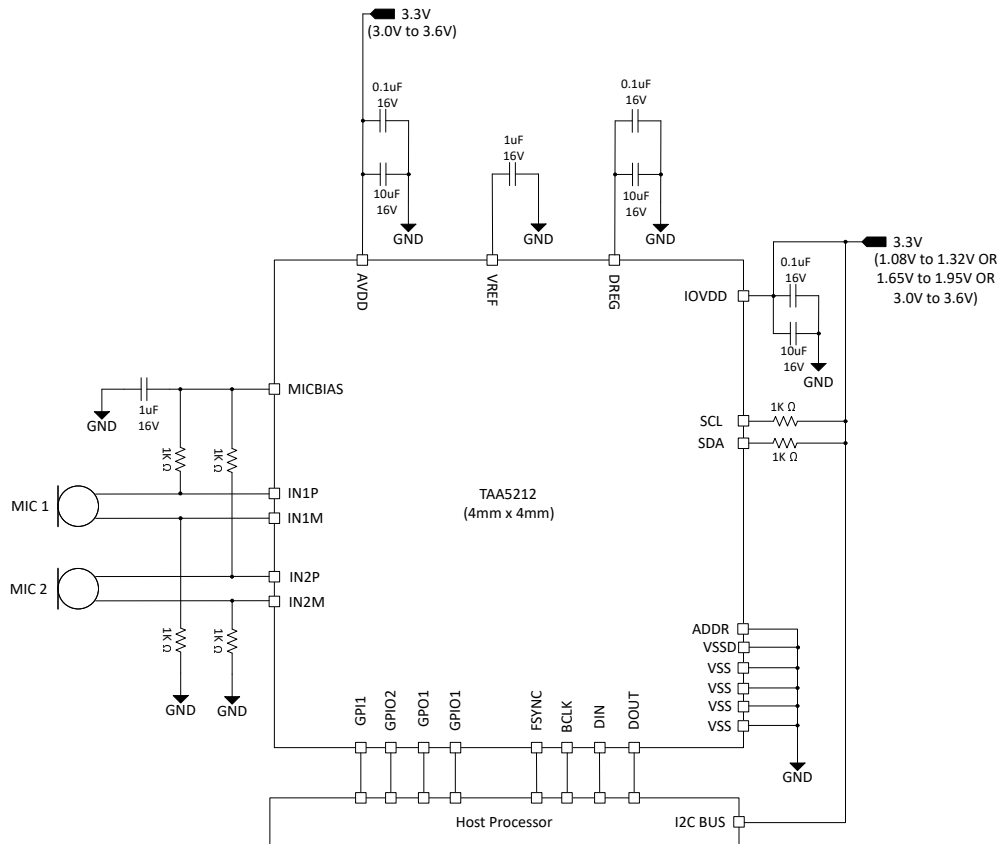 3.3V
(3.0V to 3.6V)
0.1uF
16V
10uF
16V
GND
1uF
16V
GND
0.1uF
16V
10uF
16V
GND
3.3V
(1.08V to 1.32V OR
1.65V to 1.95V OR
3.0V to 3.6V)
0.1uF
16V
10uF
16V
GND
AVDD
VREF
DREG
IOVDD
MICBIAS
1uF
16V
GND
1K Ω
1K Ω
SCL
1K Ω
SDA
1K Ω
MIC 1
IN1P
IN1M
TAA5212
(4mm x 4mm)
MIC 2
IN2P
IN2M
1K Ω
1K Ω
GND
GND
ADDR
VSSD
VSS
VSS
VSS
VSS
GND
GPI1
GPIO2
GPO1
GPIO1
FSYNC
BCLK
DIN
DOUT
Host Processor
I2C BUS